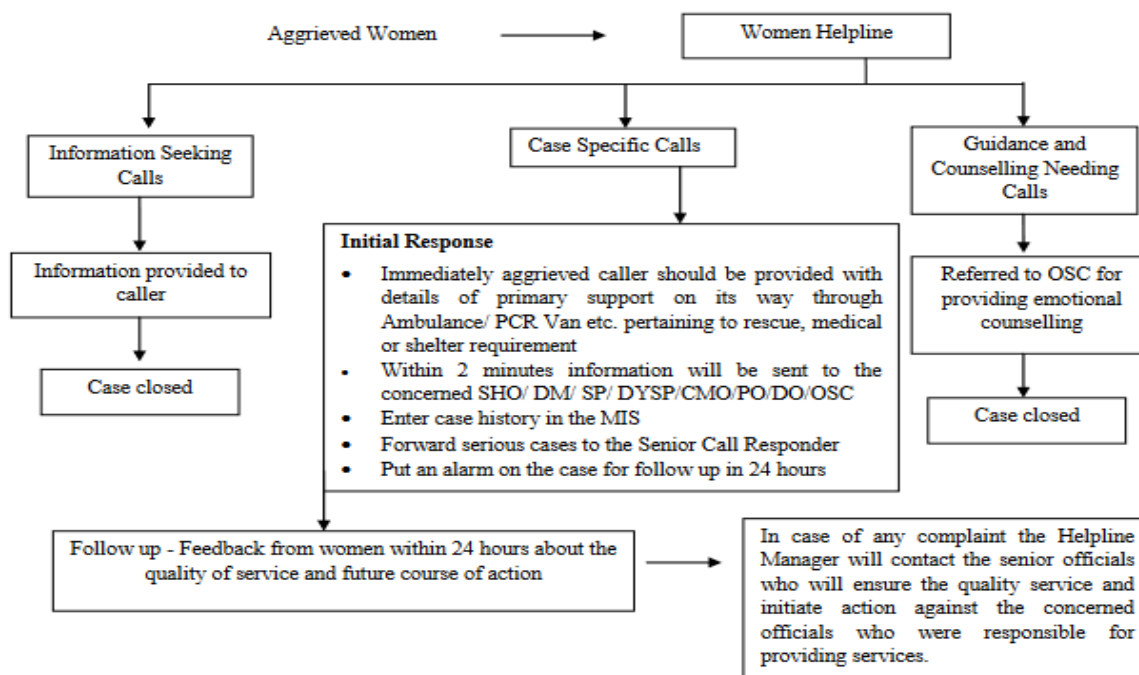 Aggrieved Women
Women Helpline
Information Seeking
Calls
Case Specific Calls
Guidance and
Counselling Needing
Calls
Information provided to
caller
Initial Response
• Immediately aggrieved caller should be provided with
details of primary support on its way through
Ambulance/ PCR Van etc. pertaining to rescue, medical
or shelter requirement
• Within 2 minutes information will be sent to the
concerned SHO/ DM/ SP/ DYSP/CMO/PO/DO/OSC
• Enter case history in the MIS
• Forward serious cases to the Senior Call Responder
• Put an alarm on the case for follow up in 24 hours
Referred to OSC for
providing emotional
counselling
Case closed
Case closed
Follow up - Feedback from women within 24 hours about the
quality of service and future course of action
In case of any complaint the Helpline
Manager will contact the senior officials
who will ensure the quality service and
initiate action against the concerned
officials who were responsible for
providing services.